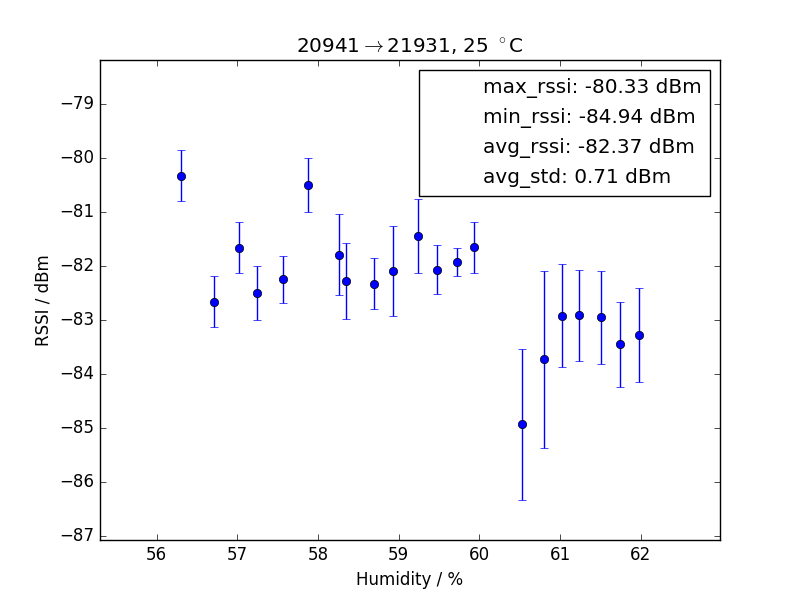 20941→21931, 25 °C
max_rssi: -80.33 dBm
min_rssi: -84.94 dBm
avg_rssi: -82.37 dBm
avg_std: 0.71 dBm
−79
−80
−81
−82
−83
−84
−85
−86
−87
RSSI / dBm
56 57 58 59 60 61 62
Humidity / %